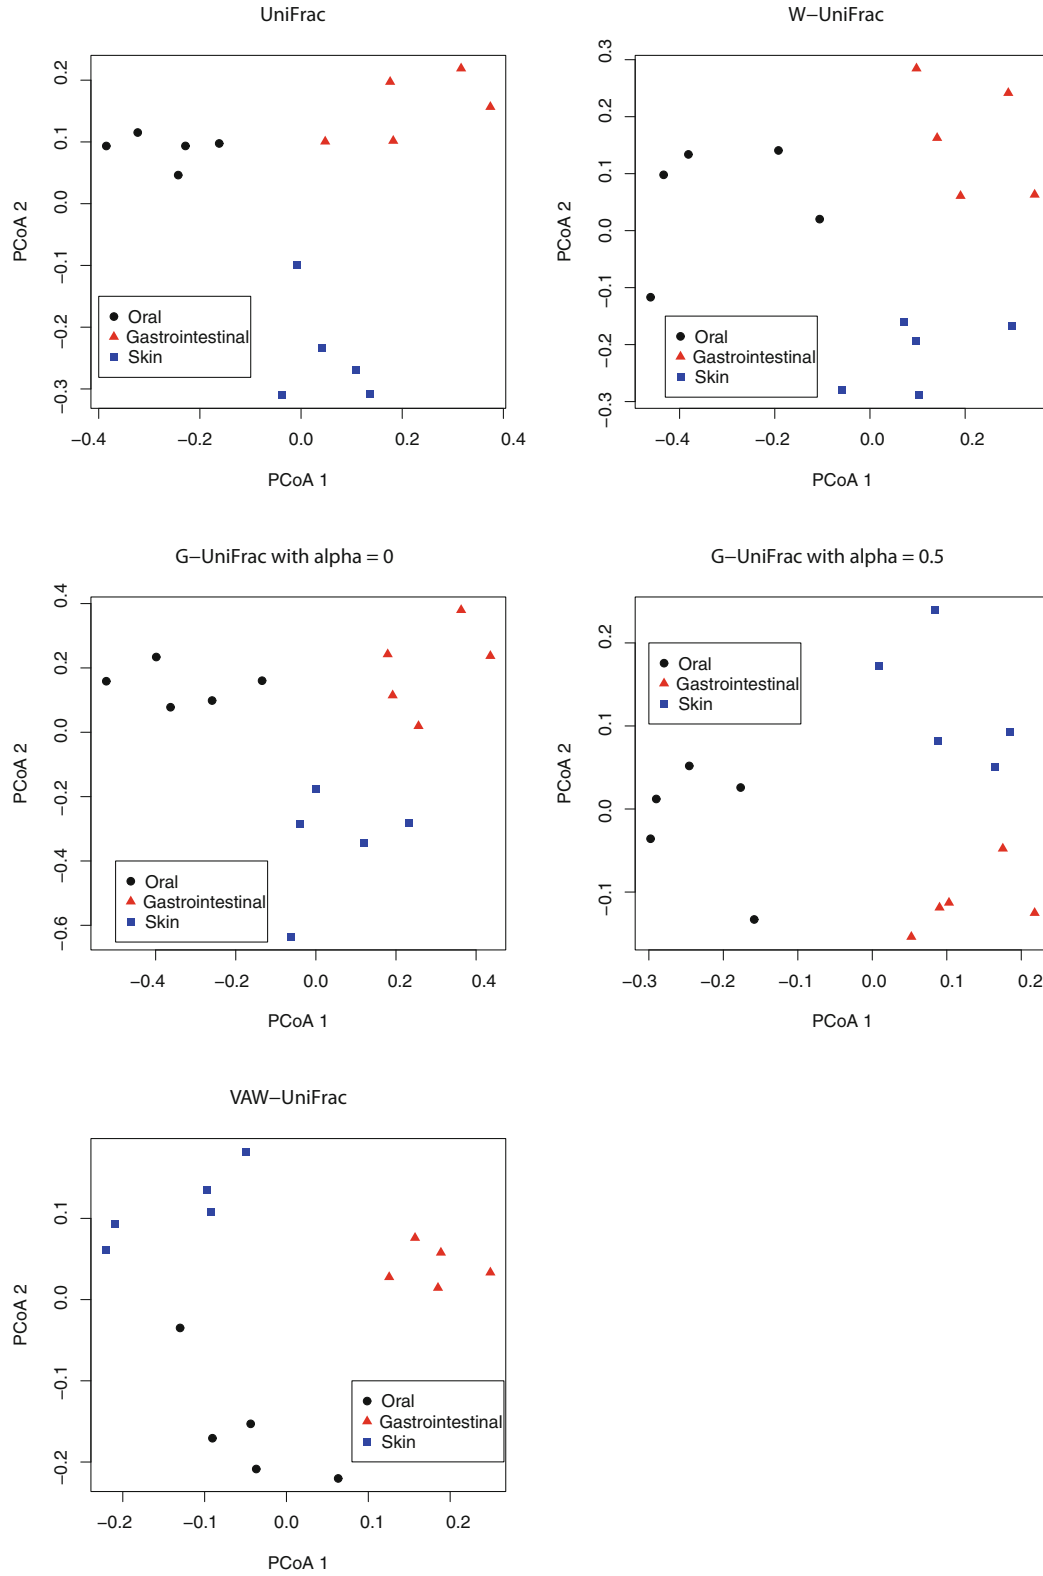 UniFrac
0.2
0.1
0.0
−0.1
−0.2
−0.3
PCoA 2
Oral
Gastrointestinal
Skin
−0.4
−0.2
0.0
0.2
0.4
PCoA 1
W−UniFrac
0.3
0.2
0.1
0.0
−0.1
−0.2
−0.3
PCoA 2
Oral
Gastrointestinal
Skin
−0.4
−0.2
0.0
0.2
PCoA 1
G−UniFrac with alpha = 0
0.4
0.2
0.0
−0.2
−0.4
−0.6
PCoA 2
Oral
Gastrointestinal
Skin
−0.4
−0.2
0.0
0.2
0.4
PCoA 1
G−UniFrac with alpha = 0.5
0.2
0.1
0.0
−0.1
PCoA 2
Oral
Gastrointestinal
Skin
−0.3
−0.2
−0.1
0.0
0.1
0.2
PCoA 1
VAW−UniFrac
0.1
0.0
−0.1
−0.2
PCoA 2
Oral
Gastrointestinal
Skin
−0.2
−0.1
0.0
0.1
0.2
PCoA 1